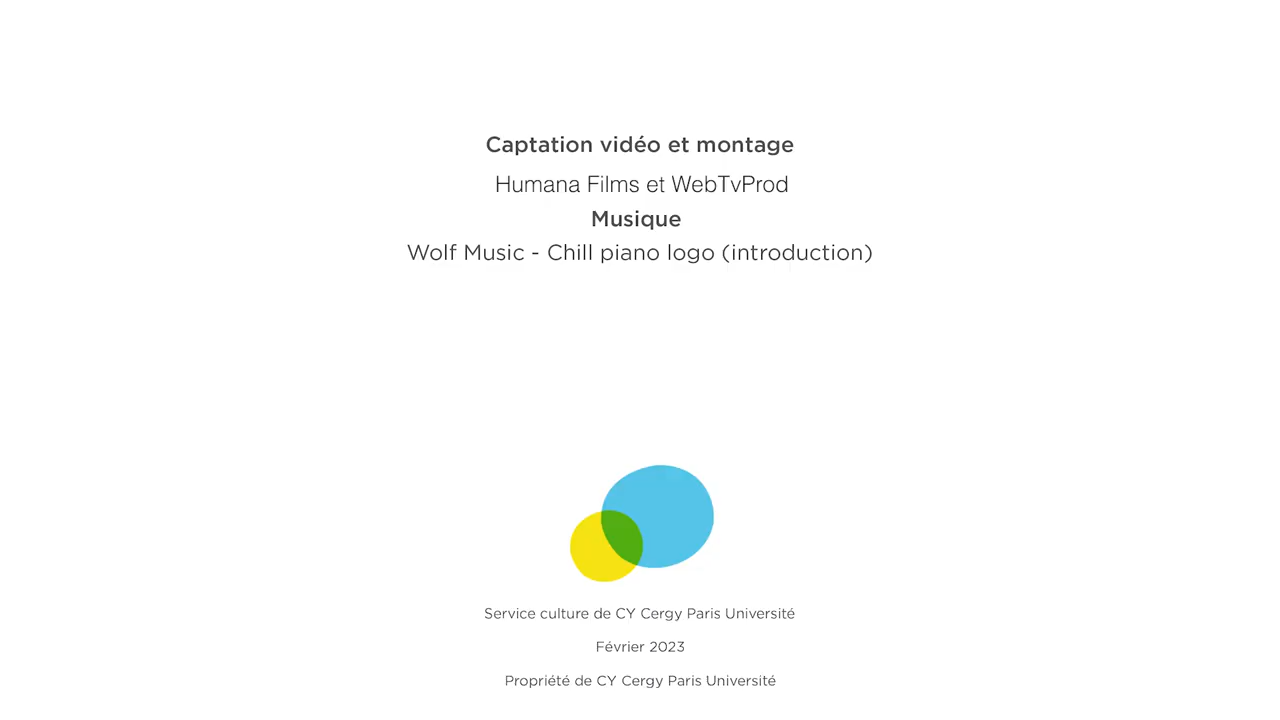 Captation vidéo et montage
Humana Films et WebTvProd
Musique
Wolf Music - Chill piano logo (introduction)
Service culture de CY Cergy Paris Université
Février 2023
Propriété de CY Cergy Paris Université